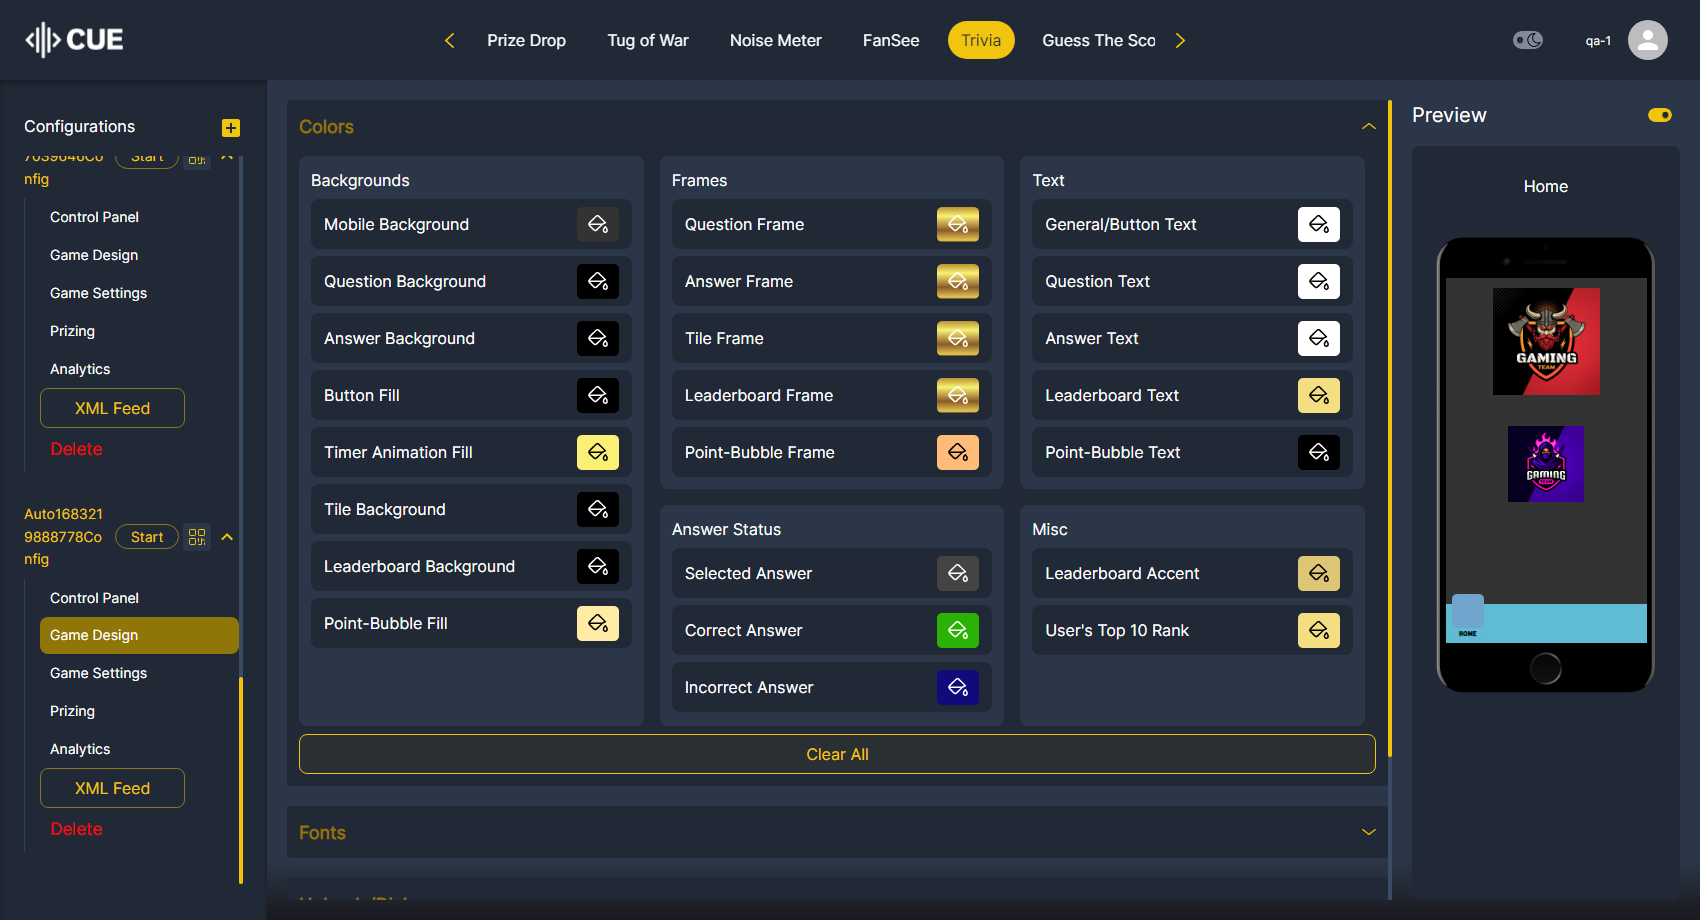 CUE
Prize Drop
Tug of War
Noise Meter
FanSee
Trivia
Guess The Sco
qa-1
Configurations
7039646Co
nfig
Start
Control Panel
Game Design
Game Settings
Prizing
Analytics
XML Feed
Delete
Auto168321
9888778Co
nfig
Start
Control Panel
Game Design
Game Settings
Prizing
Analytics
XML Feed
Delete
Colors
Backgrounds
Mobile Background
Question Background
Answer Background
Button Fill
Timer Animation Fill
Tile Background
Leaderboard Background
Point-Bubble Fill
Frames
Question Frame
Answer Frame
Tile Frame
Leaderboard Frame
Point-Bubble Frame
Text
General/Button Text
Question Text
Answer Text
Leaderboard Text
Point-Bubble Text
Answer Status
Selected Answer
Correct Answer
Incorrect Answer
Misc
Leaderboard Accent
User's Top 10 Rank
Clear All
Fonts
Preview
Home
GAMING
TEAM
GAMING
TEAM
HOME